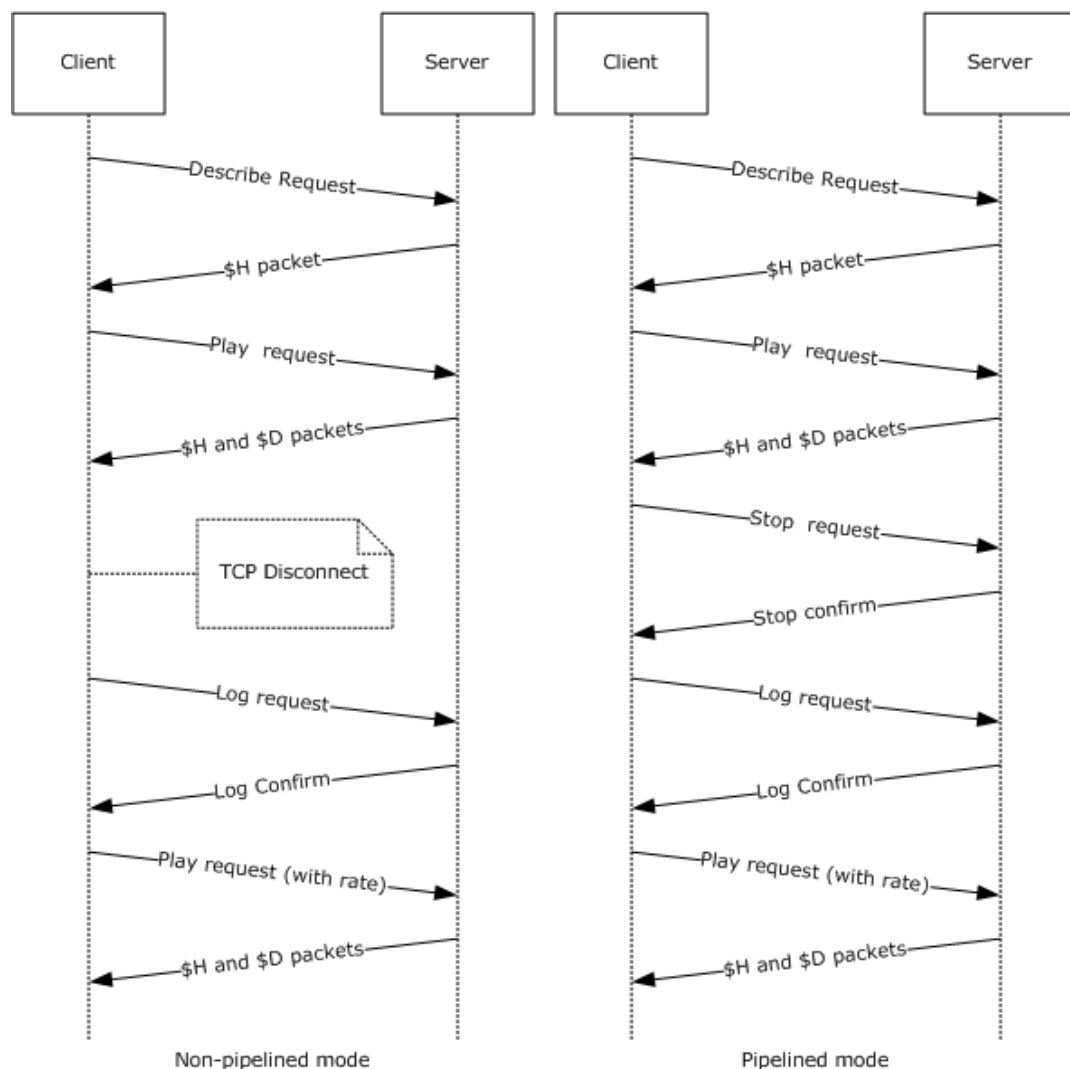 Client
Server
Client
Server
Describe Request
$H packet
Play  request
$H and $D packets
TCP Disconnect
Log request
Log Confirm
Play request (with rate)
$H and $D packets
Non-pipelined mode
Describe Request
$H packet
Play  request
$H and $D packets
Stop  request
Stop confirm
Log request
Log Confirm
Play request (with rate)
$H and $D packets
Pipelined mode